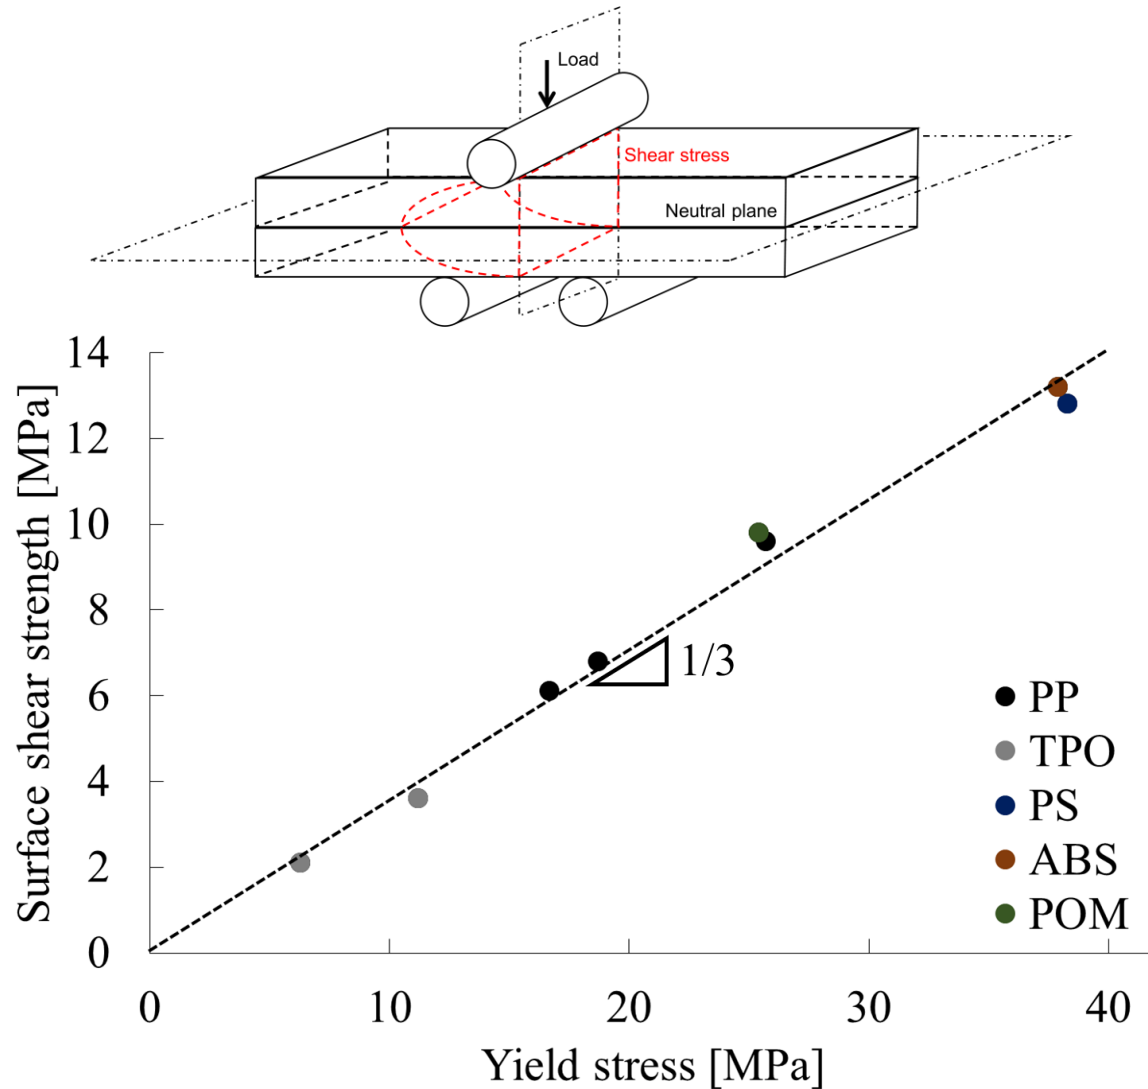 Load
Shear stress
Neutral plane
Surface shear strength [MPa]
14
12
10
8
6
4
2
0
1/3
PP
TPO
PS
ABS
POM
0 10 20 30 40
Yield stress [MPa]